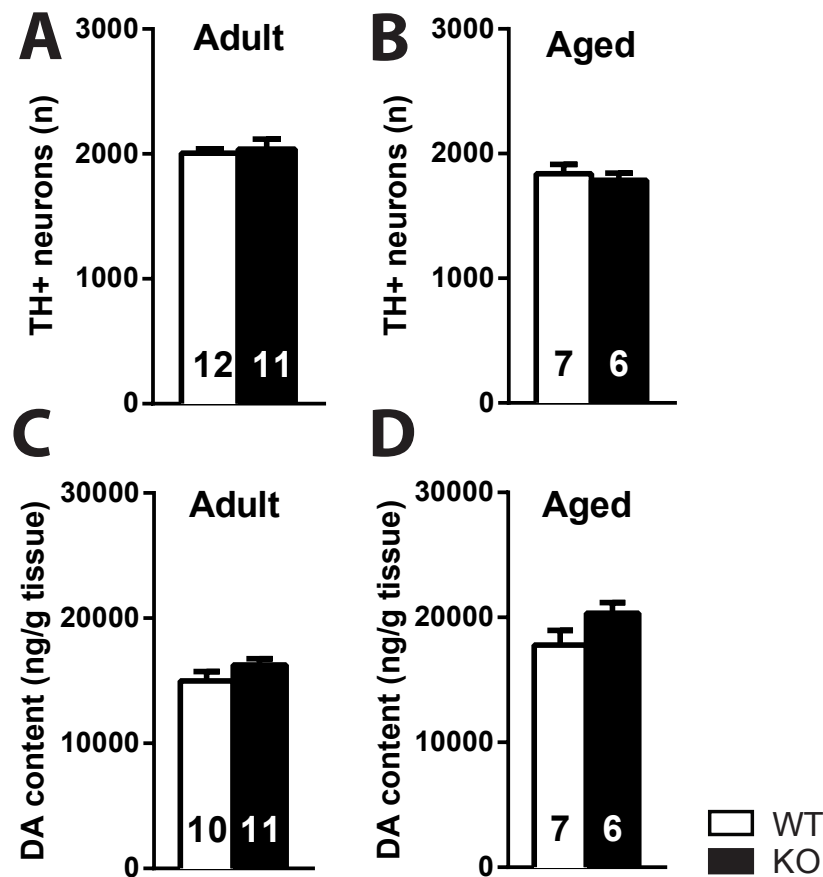 A
Adult
TH+ neurons (n)
3000
2000
1000
0
12
11
B
Aged
TH+ neurons (n)
3000
2000
1000
0
7
6
C
Adult
DA content (ng/g tissue)
30000
20000
10000
0
10
11
D
Aged
DA content (ng/g tissue)
30000
20000
10000
0
7
6
WT
KO